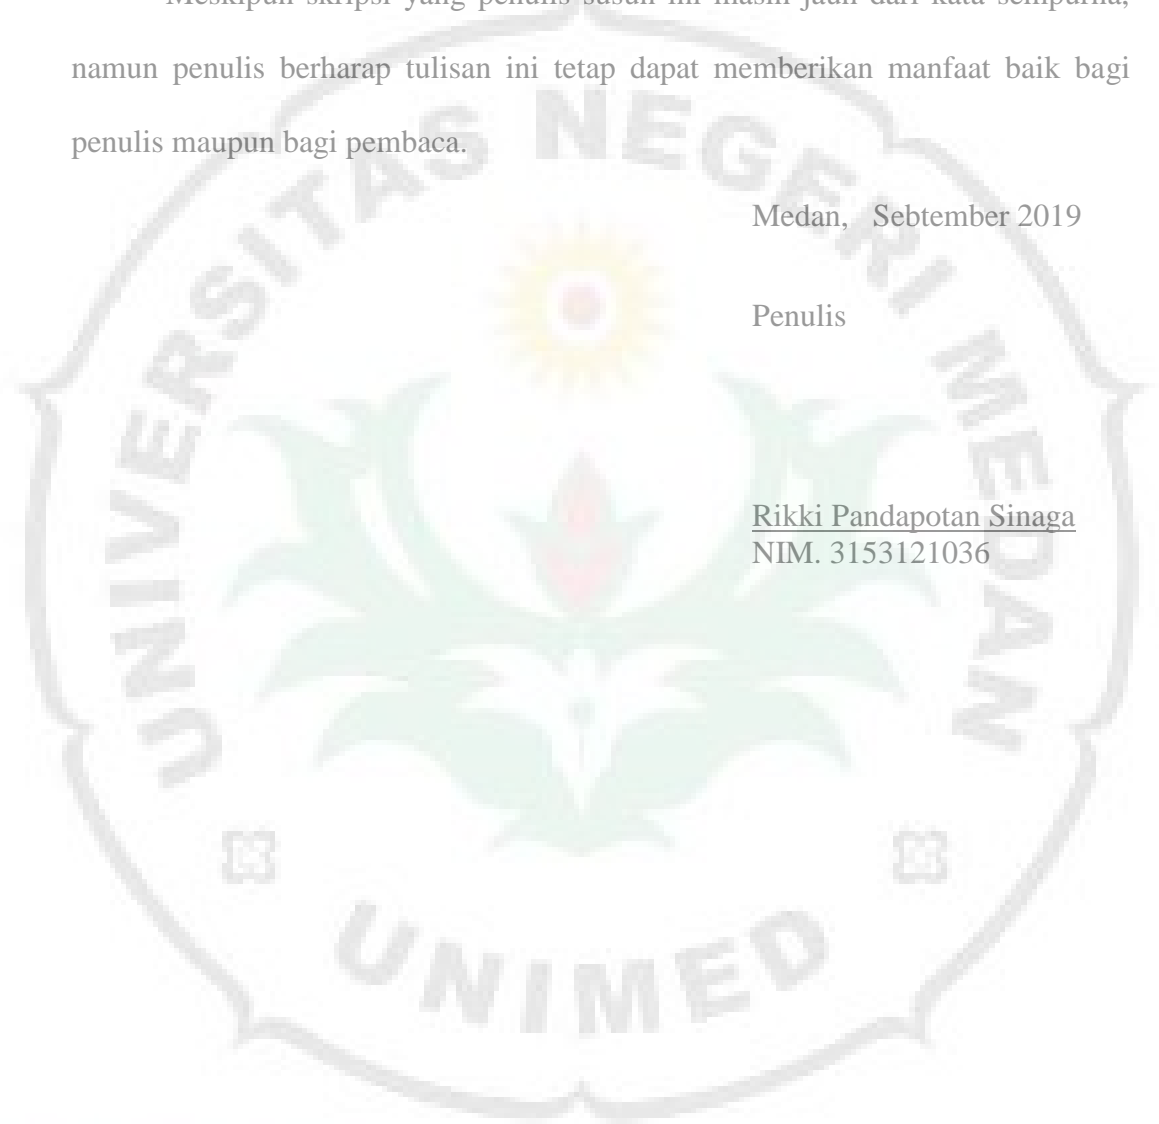 Meskipun skripsi yang penulis susun ini masih jauh dari kata sempurna,
namun penulis berharap tulisan ini tetap dapat memberikan manfaat baik bagi
penulis maupun bagi pembaca.
Medan, Sebtember 2019
Penulis
Rikki Pandapotan Sinaga
NIM. 3153121036
UNIVERSITAS NEGERI MEDAN
UNIMED